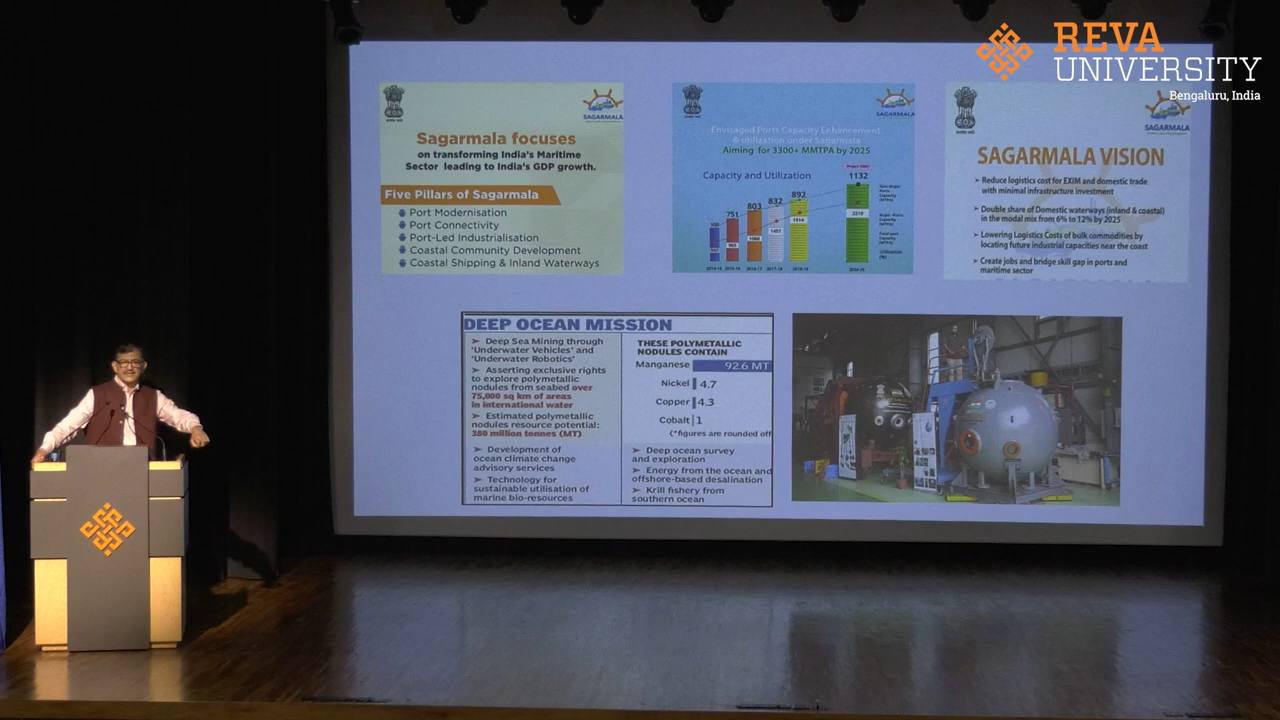 REVA
UNIVERSITY
Bengaluru, India
SAGARMALA
Sagarmala focuses
on transforming India's Maritime
Sector leading to India's GDP growth.
Five Pillars of Sagarmala
Port Modernisation
Port Connectivity
Port-Led Industrialisation
Coastal Community Development
Coastal Shipping & Inland Waterways
SAGARMALA
Envisaged Ports Capacity Enhancement
& utilization under Sagarmala
Aiming for 3300+ MMTPA by 2025
Capacity and Utilization
751
803
832
892
1132
SAGARMALA
SAGARMALA VISION
➢ Reduce logistics cost for EXIM and domestic trade
with minimal infrastructure investment
➢ Double share of Domestic waterways (inland & coastal)
in the modal mix from 6% to 12% by 2025
➢ Lowering Logistics Costs of bulk commodities by
locating future industrial capacities near the coast
➢ Create jobs and bridge skill gap in ports and
maritime sector
DEEP OCEAN MISSION
➢ Deep Sea Mining through
'Underwater Vehicles' and
'Underwater Robotics'
➢ Asserting exclusive rights
to explore polymetallic
nodules from seabed over
75,000 sq km of areas
in international water
➢ Estimated polymetallic
nodules resource potential:
380 million tonnes (MT)
➢ Development of
ocean climate change
advisory services
➢ Technology for
sustainable utilisation of
marine bio-resources
THESE POLYMETALLIC
NODULES CONTAIN
Manganese 92.6 MT
Nickel 4.7
Copper 4.3
Cobalt 1
(*figures are rounded off
➢ Deep ocean survey
and exploration
➢ Energy from the ocean and
offshore-based desalination
➢ Krill fishery from
southern ocean